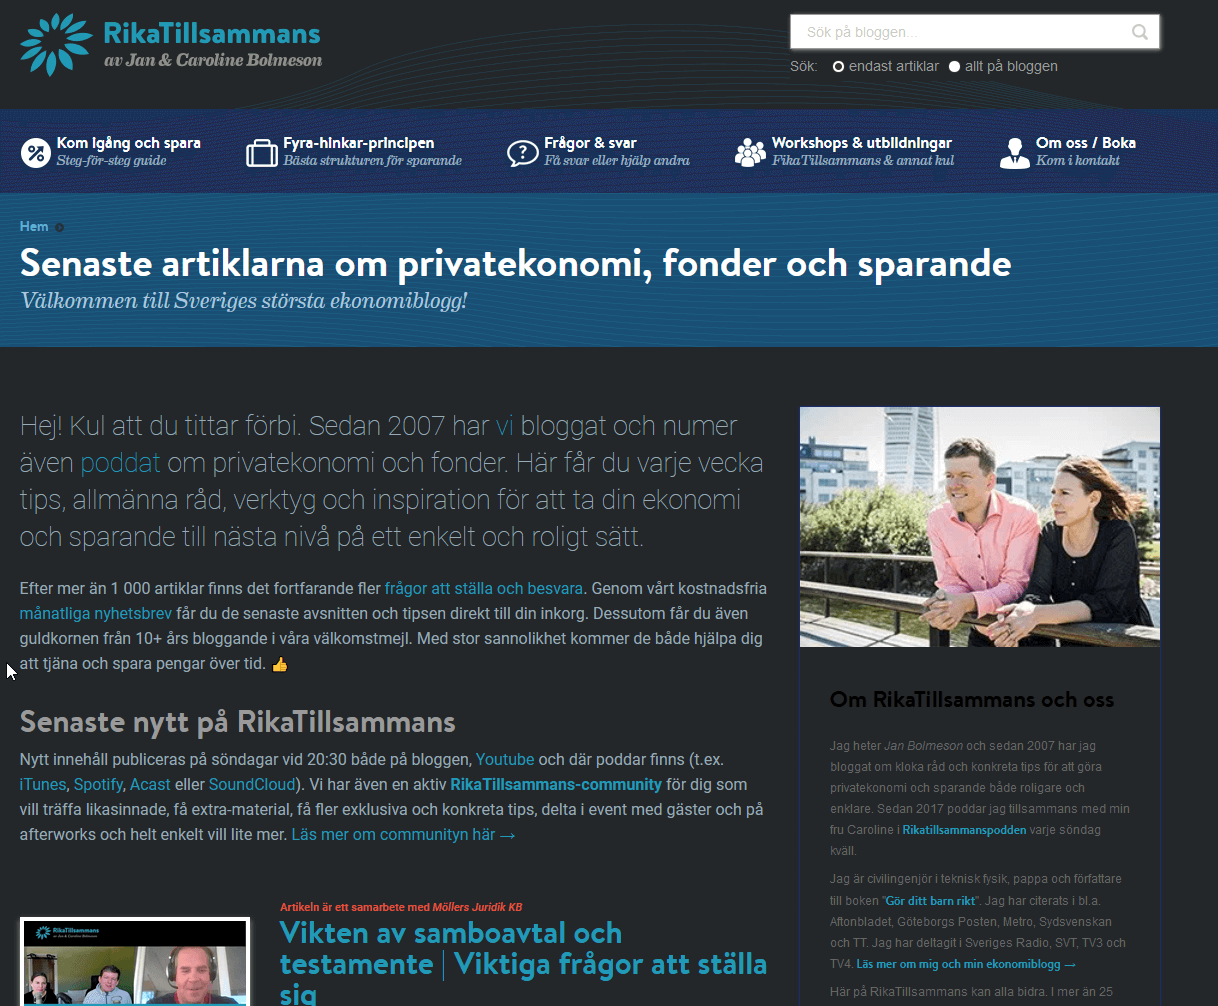 RikaTillsammans
av Jan & Caroline Bolmeson
Sök på bloggen...
Sök: endast artiklar allt på bloggen
Kom igång och spara
Steg-för-steg guide
Fyra-hinkar-principen
Bästa strukturen för sparande
Frågor & svar
Få svar eller hjälp andra
Workshops & utbildningar
FikaTillsammans & annat kul
Om oss / Boka
Kom i kontakt
Hem
Senaste artiklarna om privatekonomi, fonder och sparande
Välkommen till Sveriges största ekonomiblogg!
Hej! Kul att du tittar förbi. Sedan 2007 har vi bloggat och numer
även poddat om privatekonomi och fonder. Här får du varje vecka
tips, allmänna råd, verktyg och inspiration för att ta din ekonomi
och sparande till nästa nivå på ett enkelt och roligt sätt.
Efter mer än 1 000 artiklar finns det fortfarande fler frågor att ställa och besvara. Genom vårt kostnadsfria
månatliga nyhetsbrev får du de senaste avsnitten och tipsen direkt till din inkorg. Dessutom får du även
guldkornen från 10+ års bloggande i våra välkomstmejl. Med stor sannolikhet kommer de både hjälpa dig
att tjäna och spara pengar över tid. 👍
Senaste nytt på RikaTillsammans
Nytt innehåll publiceras på söndagar vid 20:30 både på bloggen, Youtube och där poddar finns (t.ex.
iTunes, Spotify, Acast eller SoundCloud). Vi har även en aktiv RikaTillsammans-community för dig som
vill träffa likasinnade, få extra-material, få fler exklusiva och konkreta tips, delta i event med gäster och på
afterworks och helt enkelt vill lite mer. Läs mer om communityn här →
RikaTillsammans
av Jan & Caroline Bolmeson
Artikeln är ett samarbete med Möllers Juridik KB
Vikten av samboavtal och
testamente | Viktiga frågor att ställa
sig
Om RikaTillsammans och oss
Jag heter Jan Bolmeson och sedan 2007 har jag
bloggat om kloka råd och konkreta tips för att göra
privatekonomi och sparande både roligare och
enklare. Sedan 2017 poddar jag tillsammans med min
fru Caroline i Rikatillsammanspodden varje söndag
kväll.
Jag är civilingenjör i teknisk fysik, pappa och författare
till boken "Gör ditt barn rikt". Jag har citerats i bl.a.
Aftonbladet, Göteborgs Posten, Metro, Sydsvenskan
och TT. Jag har deltagit i Sveriges Radio, SVT, TV3 och
TV4. Läs mer om mig och min ekonomiblogg →
Här på RikaTillsammans kan alla bidra. I mer än 25